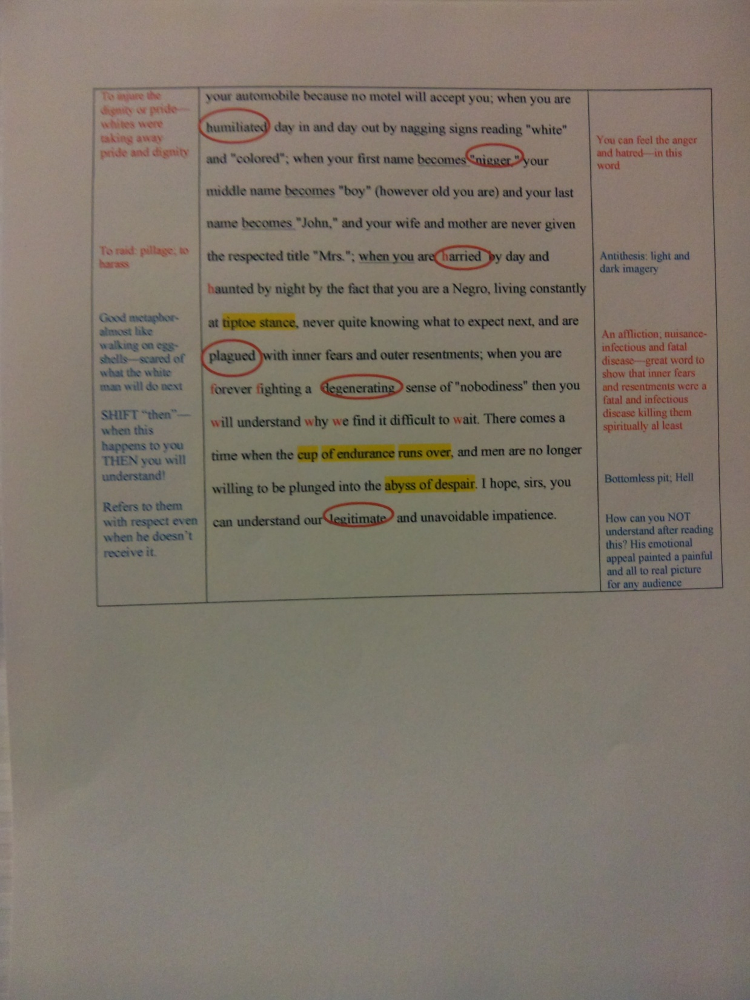 To injure the
dignity or pride—
whites were
taking away
pride and dignity
To raid: pillage; to
harass
Good metaphor-
almost like
walking on egg-
shells—scared of
what the white
man will do next
SHIFT “then”—
when this
happens to you
THEN you will
understand!
Refers to them
with respect even
when he doesn’t
receive it.
your automobile because no motel will accept you; when you are
humiliated day in and day out by nagging signs reading "white"
and "colored"; when your first name becomes "nigger," your
middle name becomes "boy" (however old you are) and your last
name becomes "John," and your wife and mother are never given
the respected title "Mrs."; when you are harried by day and
haunted by night by the fact that you are a Negro, living constantly
at tiptoe stance, never quite knowing what to expect next, and are
plagued with inner fears and outer resentments; when you are
forever fighting a degenerating sense of "nobodiness" then you
will understand why we find it difficult to wait. There comes a
time when the cup of endurance runs over, and men are no longer
willing to be plunged into the abyss of despair. I hope, sirs, you
can understand our legitimate and unavoidable impatience.
You can feel the anger
and hatred—in this
word
Antithesis: light and
dark imagery
An affliction; nuisance-
infectious and fatal
disease—great word to
show that inner fears
and resentments were a
fatal and infectious
disease killing them
spiritually al least
Bottomless pit; Hell
How can you NOT
understand after reading
this? His emotional
appeal painted a painful
and all to real picture
for any audience